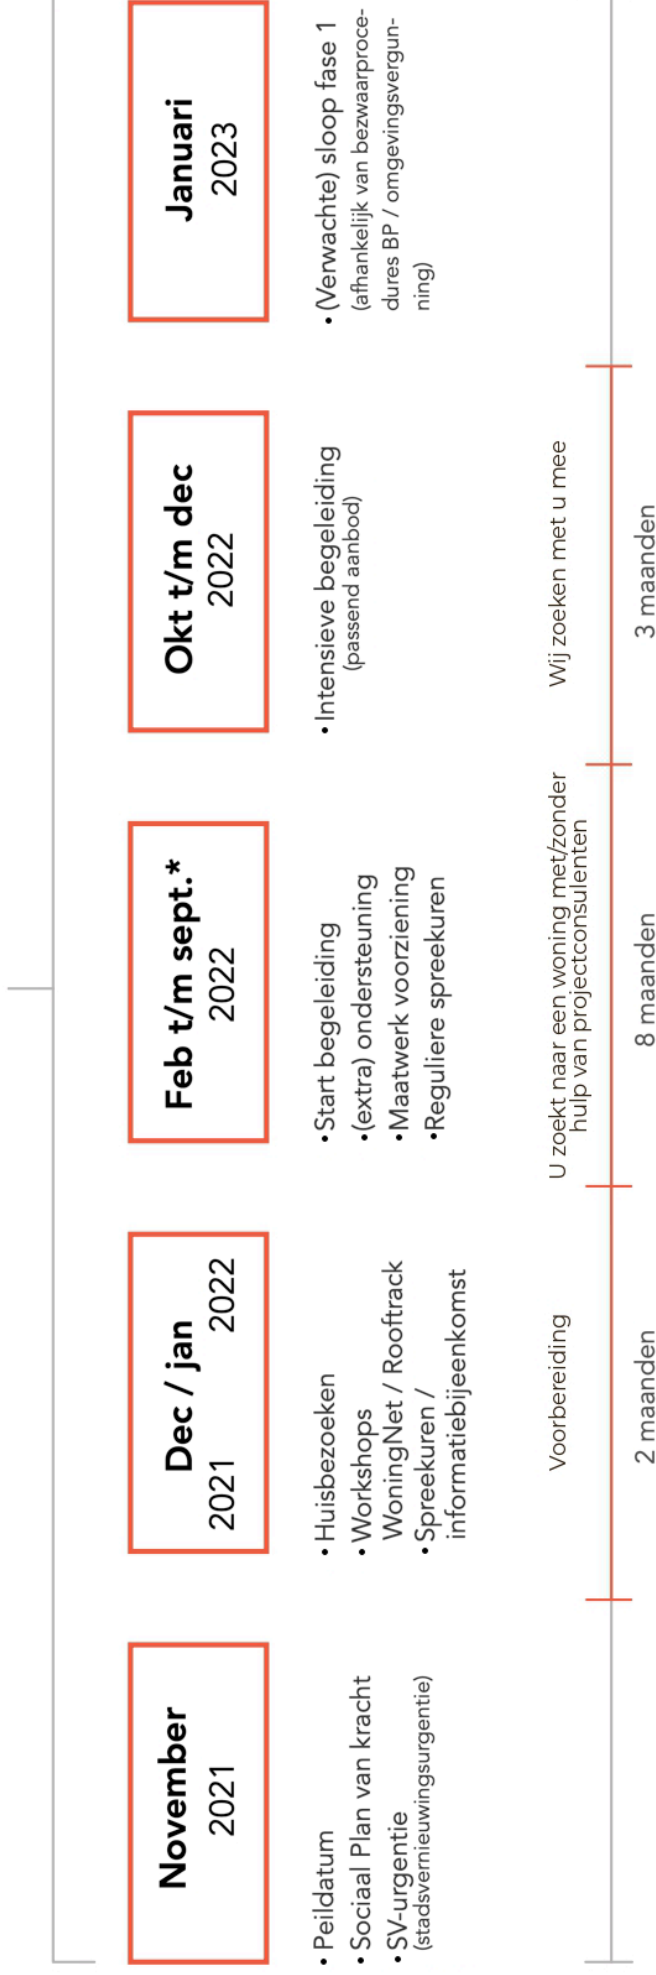 November
2021
• Peildatum
• Sociaal Plan van kracht
• SV-urgentie
(stadsvernieuwingsurgentie)
Dec / jan
2021 2022
• Huisbezoeken
• Workshops
WoningNet / Rooftrack
• Spreekuren /
informatiebijeenkomst
Voorbereiding
2 maanden
Feb t/m sept.*
2022
• Start begeleiding
•(extra) ondersteuning
•Maatwerk voorziening
•Reguliere spreekuren
U zoekt naar een woning met/zonder
hulp van projectconsulenten
8 maanden
Okt t/m dec
2022
•Intensieve begeleiding
(passend aanbod)
Wij zoeken met u mee
3 maanden
Januari
2023
• (Verwachte) sloop fase 1
(afhankelijk van bezwaarproce-
dures BP / omgevingsvergun-
ning)